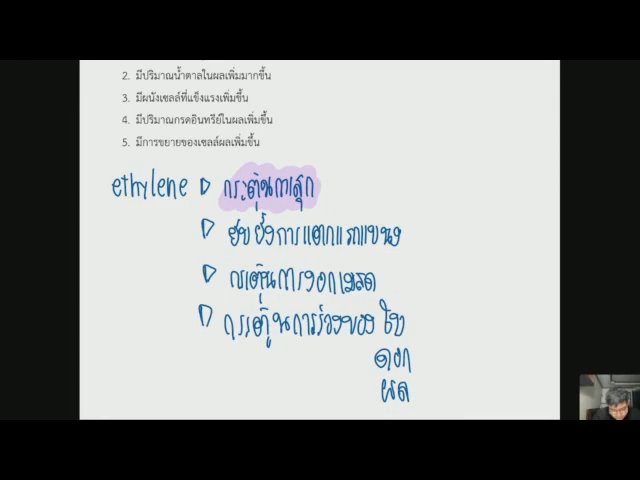 2. มีปริมาณน้ำตาลในผลเพิ่มมากขึ้น
3. มีผนังเซลล์ที่แข็งแรงเพิ่มขึ้น
4. มีปริมาณกรดอินทรีย์ในผลเพิ่มขึ้น
5. มีการขยายของเซลล์ผลเพิ่มขึ้น
ethylene กระตุ้นการสุก
ยับยั้งการแตกแขนง
กระตุ้นการงอกเมล็ด
กระตุ้นการร่วงของ ใบ
ดอก
ผล